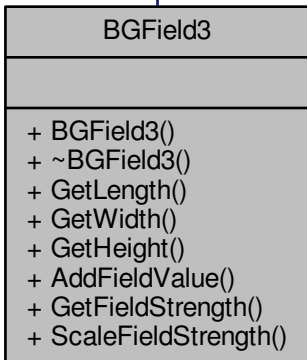 BGField3
+ BGField3()
+ ~BGField3()
+ GetLength()
+ GetWidth()
+ GetHeight()
+ AddFieldValue()
+ GetFieldStrength()
+ ScaleFieldStrength()